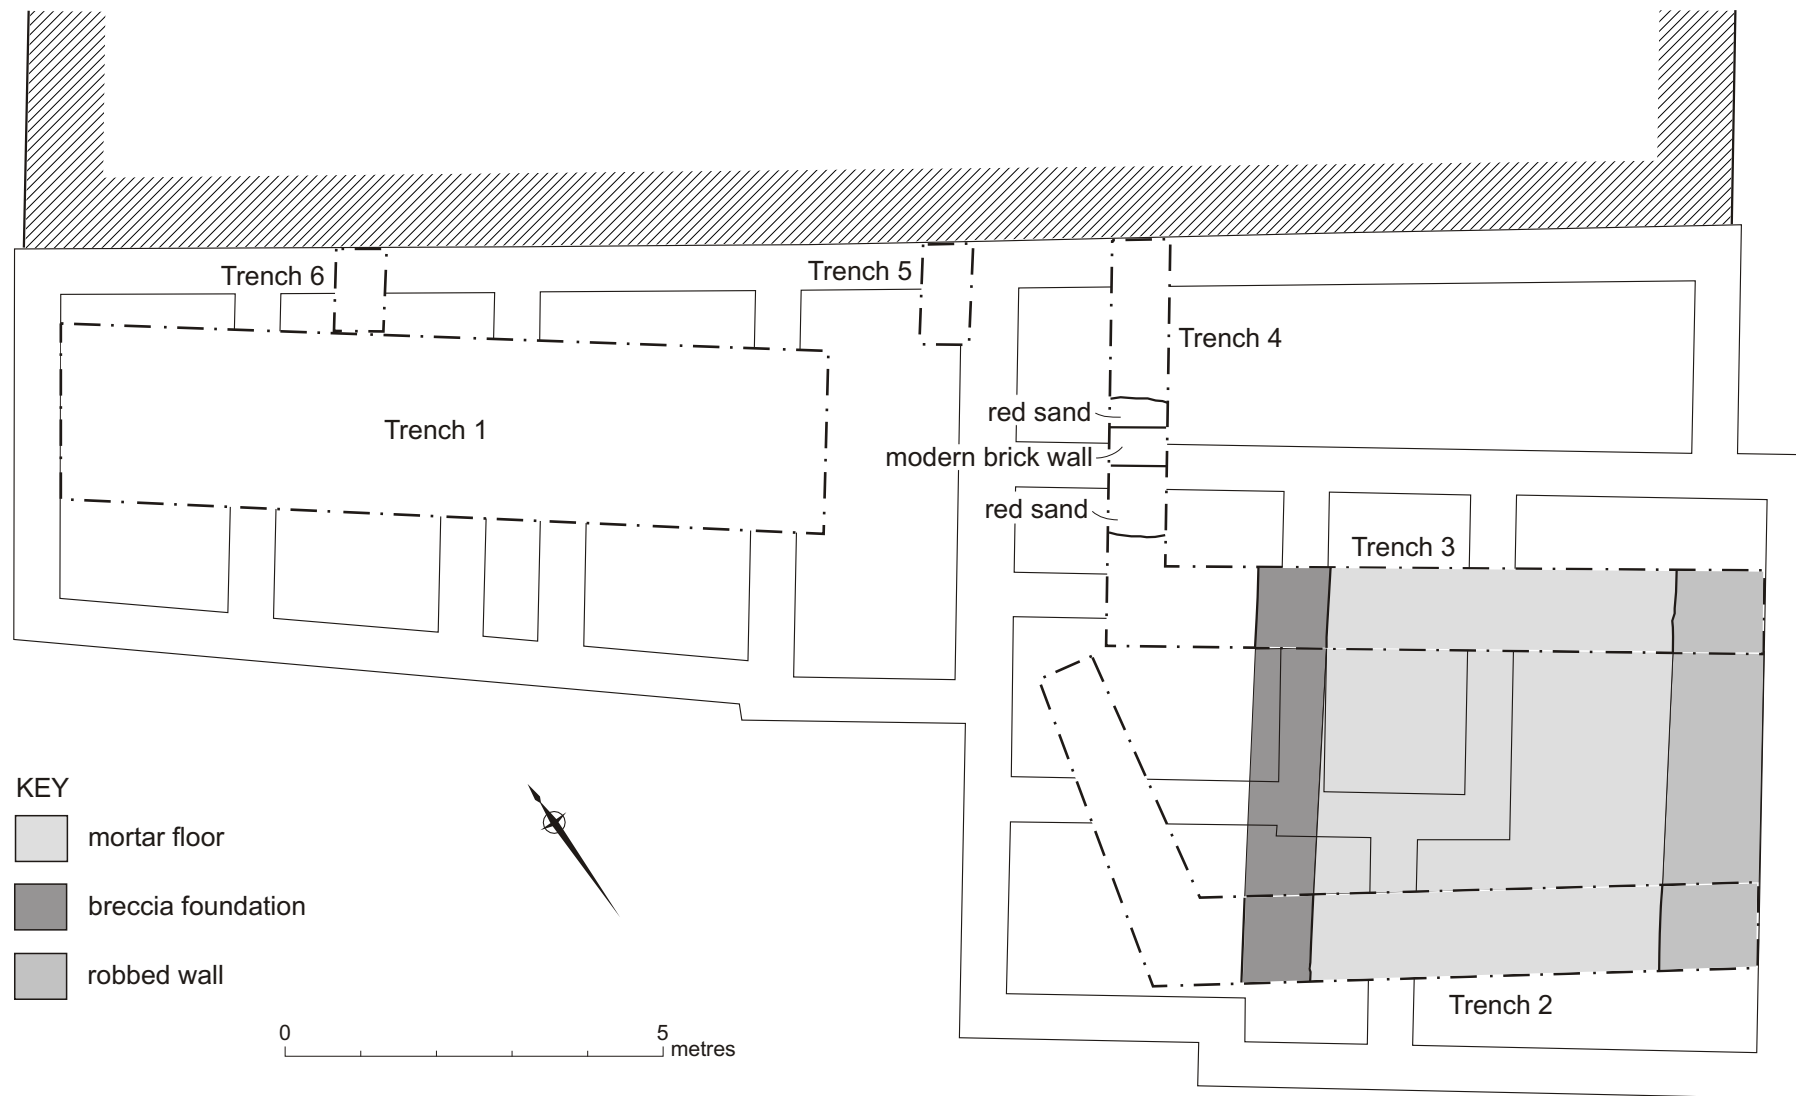 Trench 6
Trench 5
Trench 4
Trench 1
red sand
modern brick wall
red sand
Trench 3
KEY
mortar floor
breccia foundation
robbed wall
Trench 2
0
5
metres